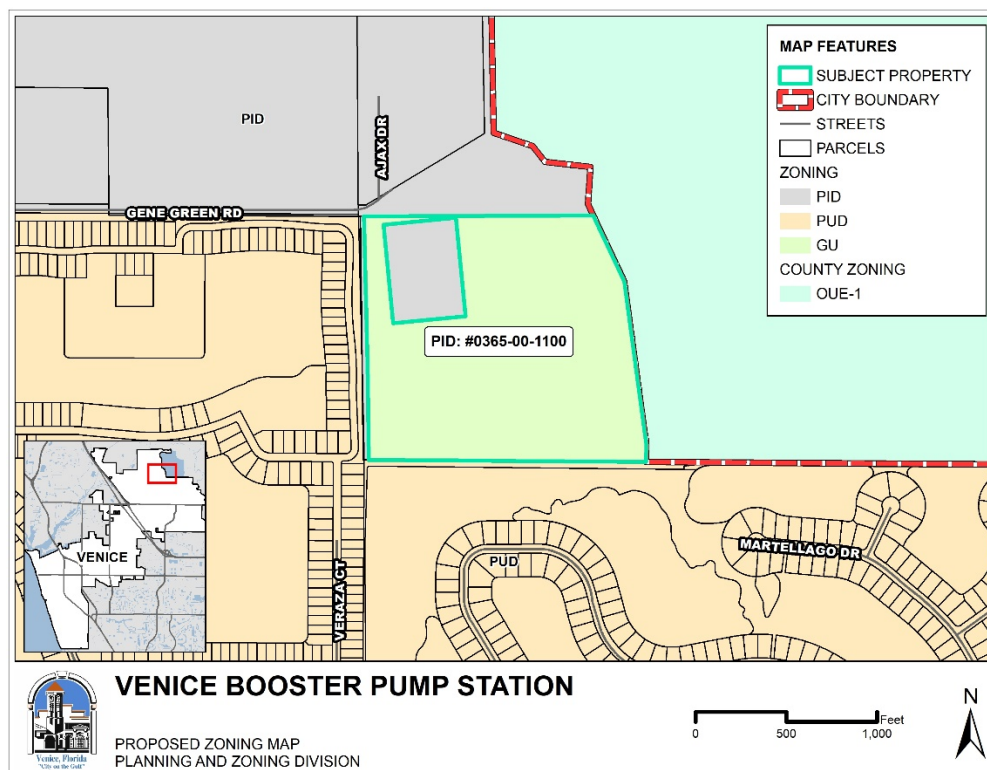 MAP FEATURES
SUBJECT PROPERTY
CITY BOUNDARY
STREETS
PARCELS
ZONING
PID
PUD
GU
COUNTY ZONING
OUE-1
PID
AJAX DR
GENE GREEN RD
PID: #0365-00-1100
VENICE
VERAZA CT
PUD
MARTELLAGO DR
VENICE BOOSTER PUMP STATION
PROPOSED ZONING MAP
PLANNING AND ZONING DIVISION
Venice, Florida
"City on the Gulf"
Feet
0 500 1,000
N